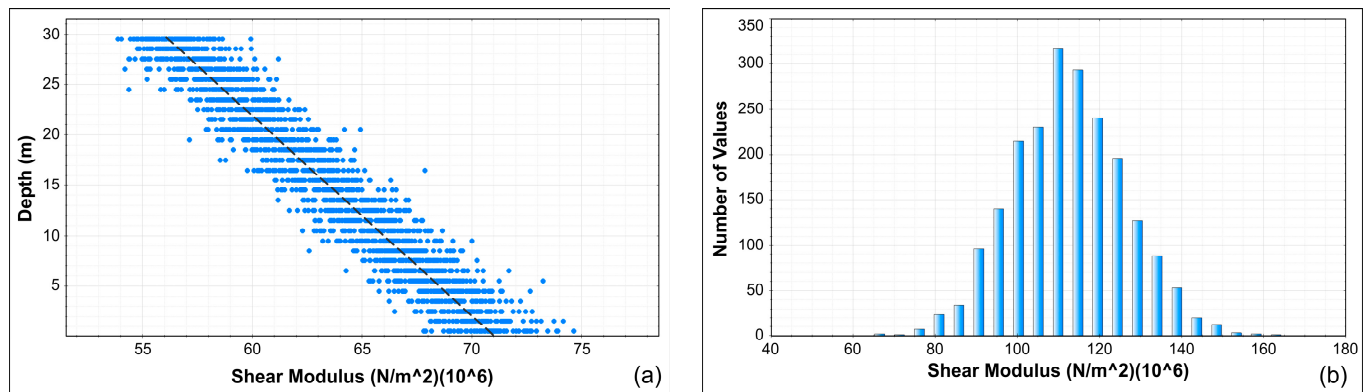 30
25
20
15
10
5
Depth (m)
55 60 65 70 75
Shear Modulus (N/m^2)(10^6)
(a)
350
300
250
200
150
100
50
0
Number of Values
40 60 80 100 120 140 160 180
Shear Modulus (N/m^2)(10^6)
(b)